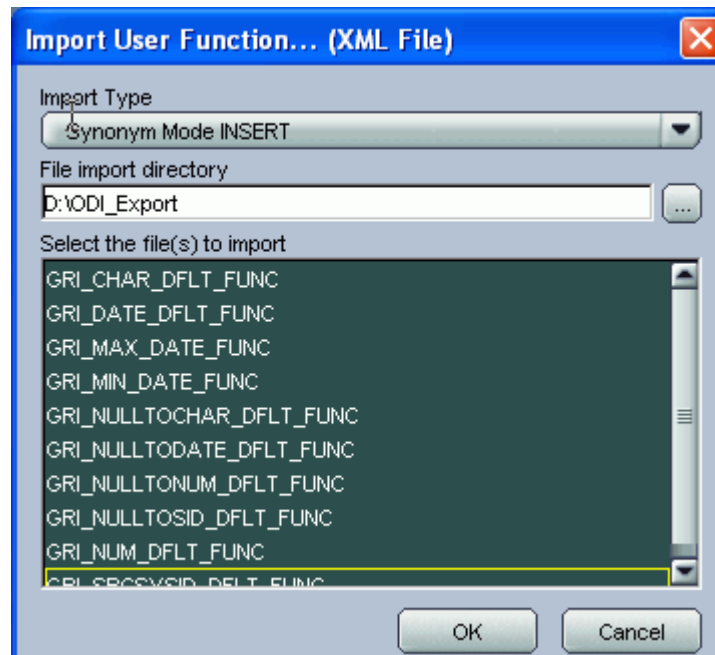 Import User Function... (XML File)
Import Type
Synonym Mode INSERT
File import directory
D:\ODI_Export
...
Select the file(s) to import
GRI_CHAR_DFLT_FUNC
GRI_DATE_DFLT_FUNC
GRI_MAX_DATE_FUNC
GRI_MIN_DATE_FUNC
GRI_NULLTOCHAR_DFLT_FUNC
GRI_NULLTODATE_DFLT_FUNC
GRI_NULLTONUM_DFLT_FUNC
GRI_NULLTOSID_DFLT_FUNC
GRI_NUM_DFLT_FUNC
GRI_SRCSYSID_DFLT_FUNC
OK Cancel